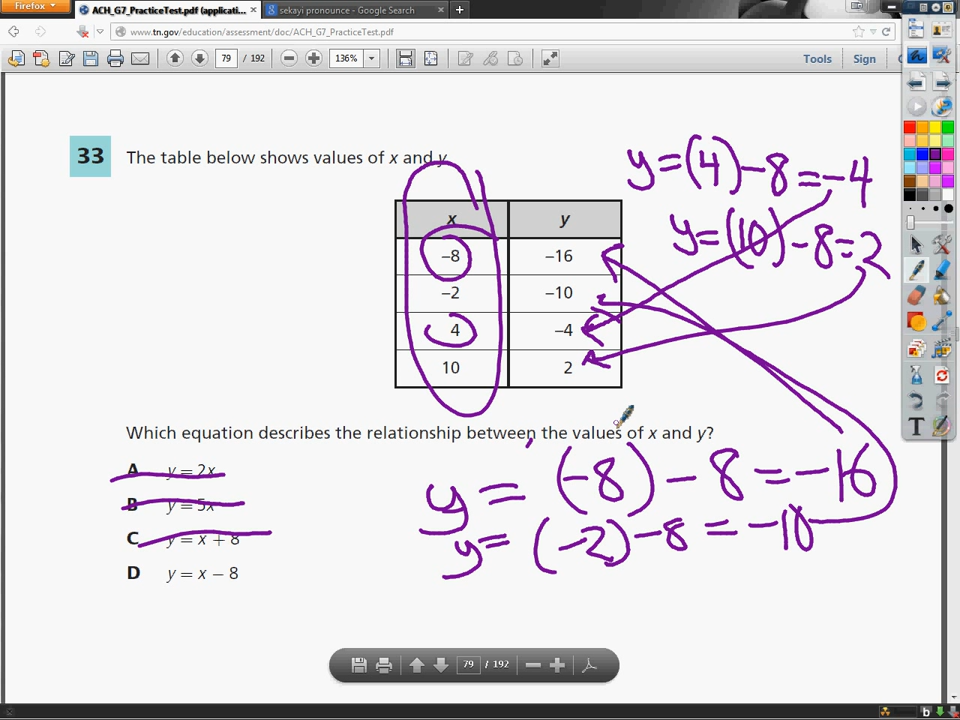 Firefox
ACH_G7_PracticeTest.pdf (applicati...
sekayi pronounce - Google Search
www.tn.gov/education/assessment/doc/ACH_G7_PracticeTest.pdf
79 / 192
136%
Tools
Sign
33
The table below shows values of x and y
x y
–8 –16
–2 –10
4 –4
10 2
y=(4)-8=-4
y=(10)-8=2
Which equation describes the relationship between the values of x and y?
A y = 2x
B y = 5x
C y = x + 8
D y = x – 8
y = (-8) - 8 = -16
y= (-2)-8 = -10
79 / 192
T
b